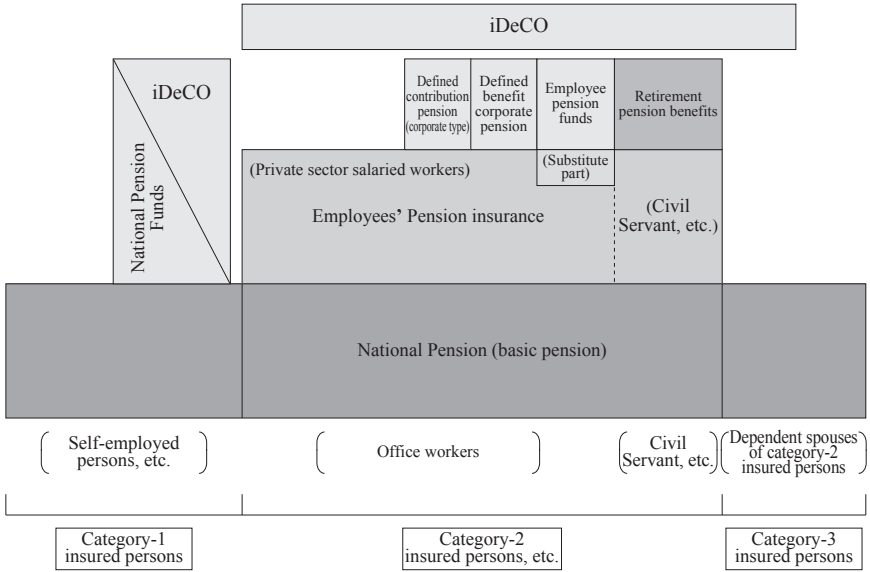 iDeCO
iDeCO
National Pension
Funds
Defined
contribution
pension
(corporate type)
Defined
benefit
corporate
pension
Employee
pension
funds
Retirement
pension benefits
(Private sector salaried workers)
(Substitute
part)
Employees' Pension insurance
(Civil
Servant, etc.)
National Pension (basic pension)
Self-employed
persons, etc.
Office workers
Civil
Servant, etc.
Dependent spouses
of category-2
insured persons
Category-1
insured persons
Category-2
insured persons, etc.
Category-3
insured persons